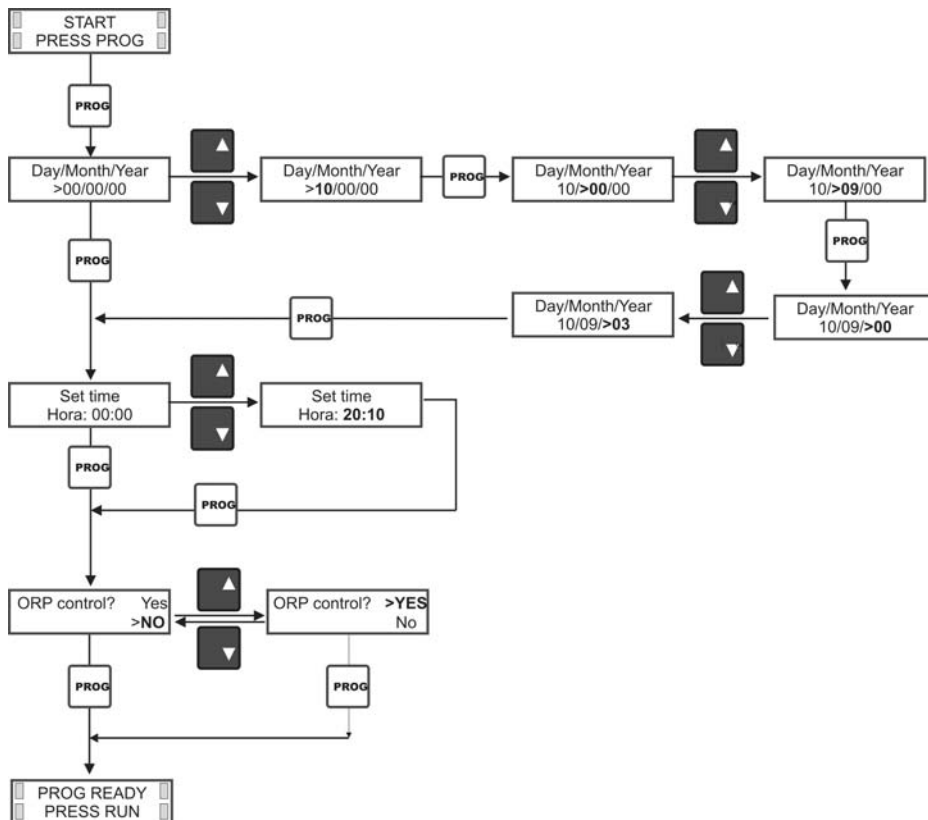 START
PRESS PROG
PROG
Day/Month/Year
>00/00/00
Day/Month/Year
>10/00/00
PROG
Day/Month/Year
10/>00/00
Day/Month/Year
10/>09/00
PROG
PROG
Day/Month/Year
10/09/>00
Day/Month/Year
10/09/>03
PROG
Set time
Hora: 00:00
Set time
Hora: 20:10
PROG
PROG
ORP control? Yes
>NO
ORP control? >YES
No
PROG
PROG
PROG READY
PRESS RUN